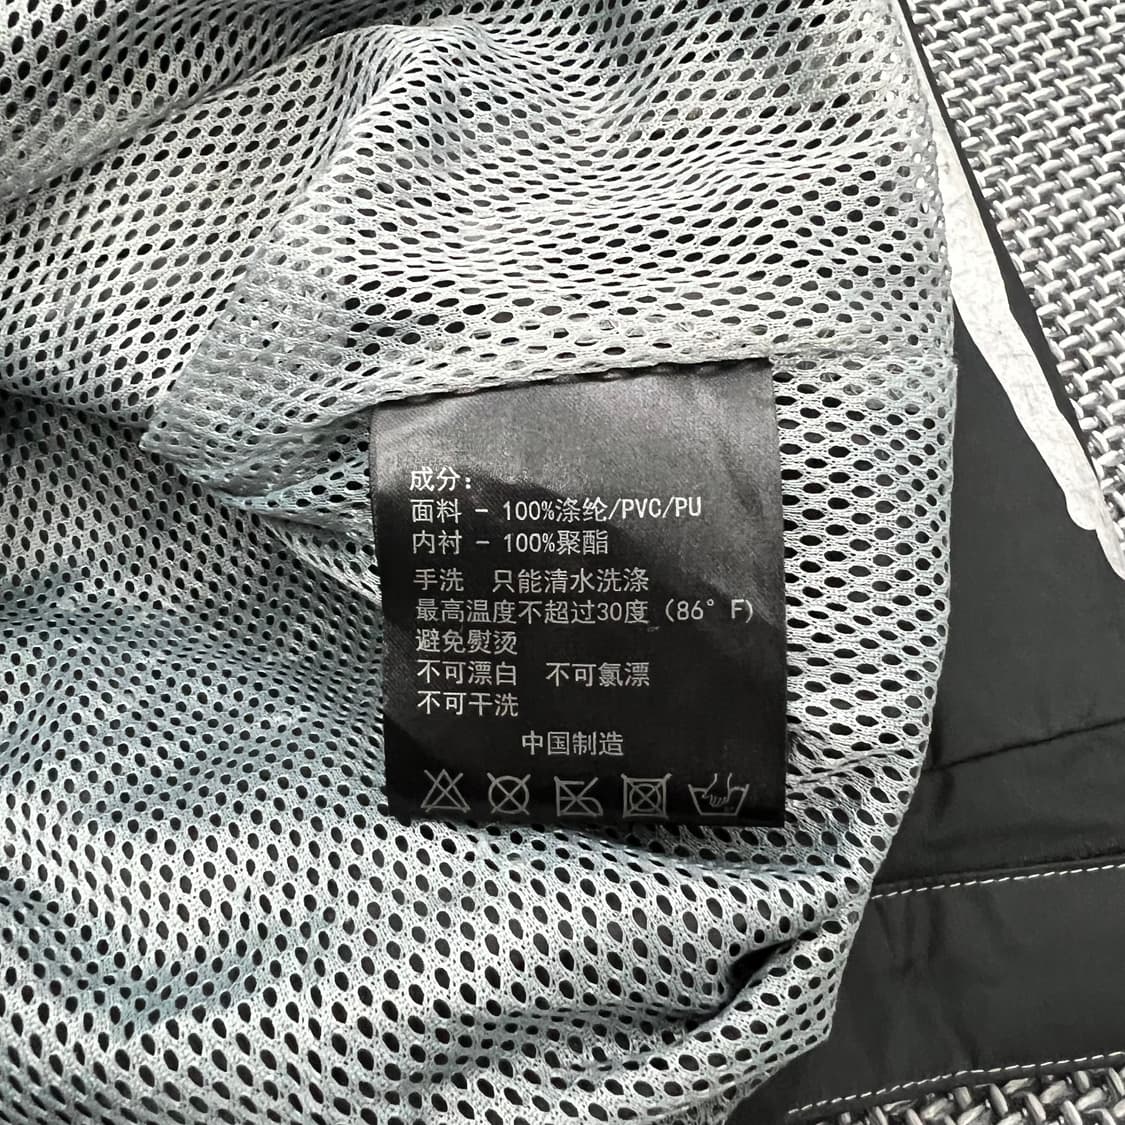 成分:
面料 - 100%涤纶/PVC/PU
内衬 - 100%聚酯
手洗 只能清水洗涤
最高温度不超过30度 (86° F)
避免熨烫
不可漂白 不可氯漂
不可干洗
中国制造